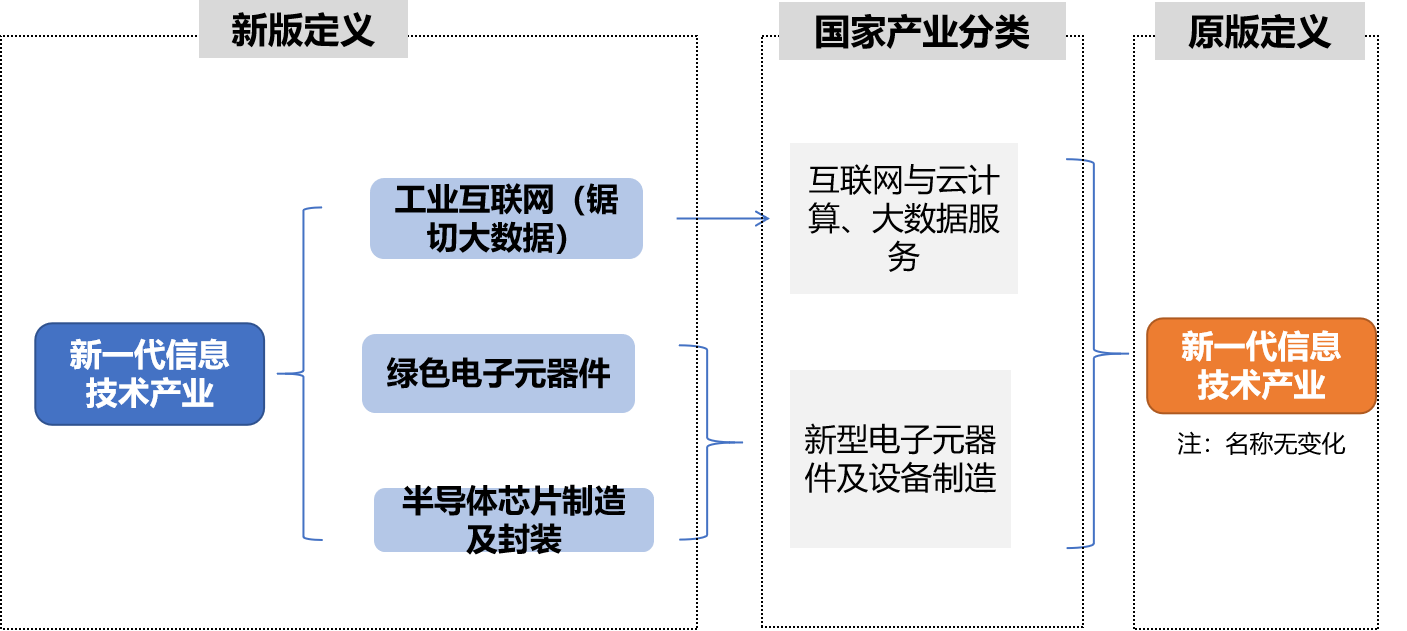 新版定义
国家产业分类
原版定义
工业互联网（锯
切大数据）
互联网与云计
算、大数据服
务
新一代信息
技术产业
绿色电子元器件
半导体芯片制造
及封装
新型电子元器
件及设备制造
新一代信息
技术产业
注：名称无变化